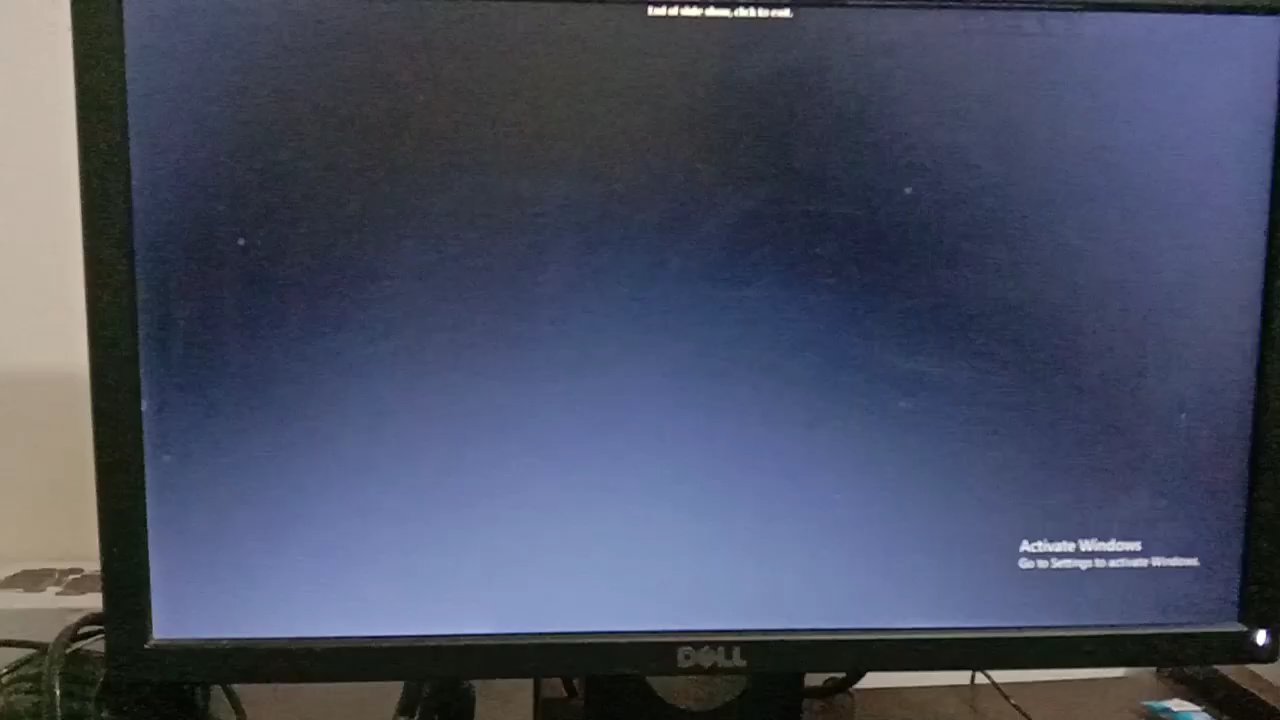 End of slide show, click to exit.
Activate Windows
Go to Settings to activate Windows.
DELL